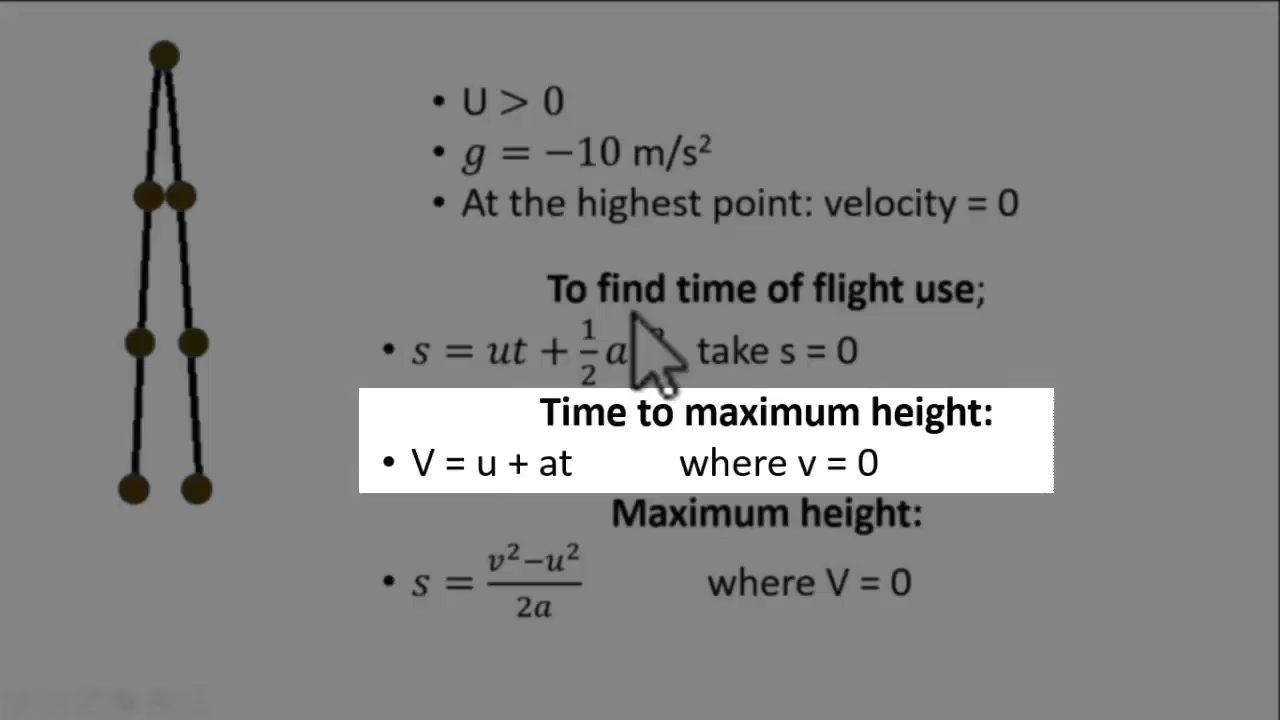 • U > 0
• g = −10 m/s²
• At the highest point: velocity = 0
To find time of flight use;
• s = ut + 1/2 a take s = 0
Time to maximum height:
• V = u + at where v = 0
Maximum height:
• s = v²−u² / 2a where V = 0